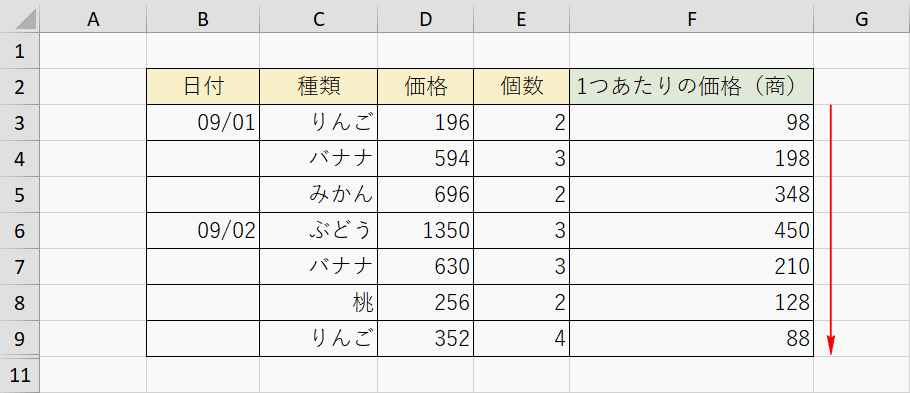 A B C D E F G
1
2 日付 種類 価格 個数 1つあたりの価格（商）
3 09/01 りんご 196 2 98
4 バナナ 594 3 198
5 みかん 696 2 348
6 09/02 ぶどう 1350 3 450
7 バナナ 630 3 210
8 桃 256 2 128
9 りんご 352 4 88
11